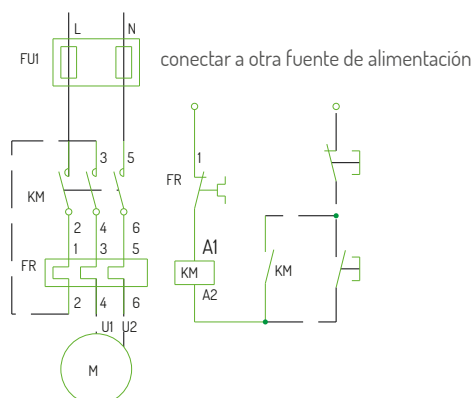 L N
FU1
conectar a otra fuente de alimentación
3 5
KM
2 4 6
1 3 5
FR
2 4 6
U1 U2
M
1
FR
A1
KM
A2
KM